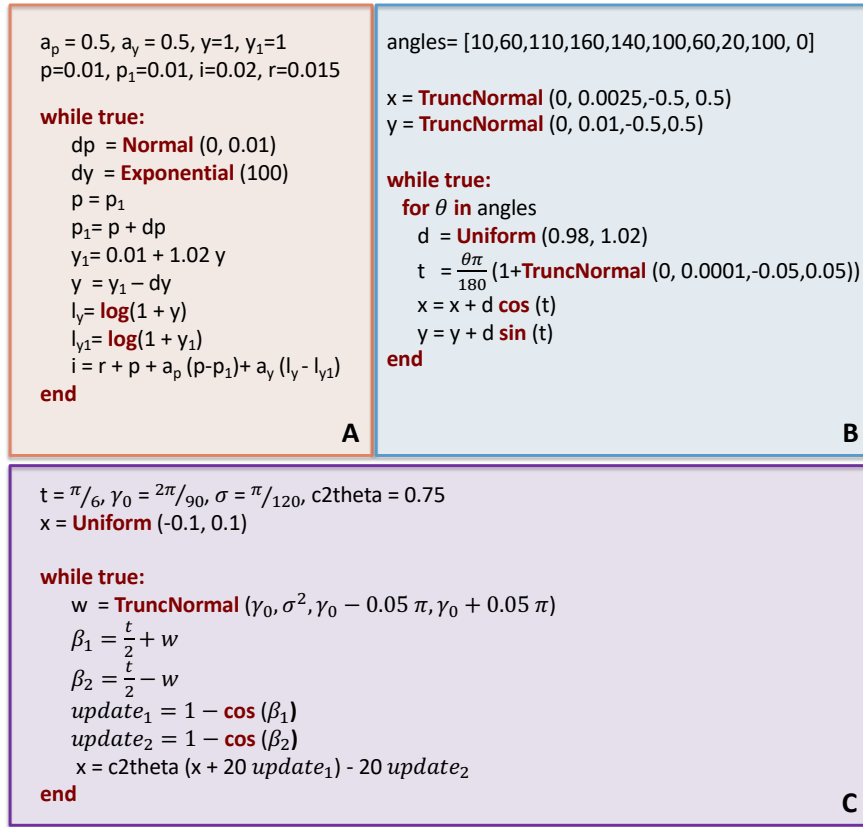 a_p = 0.5, a_y = 0.5, y=1, y_1=1
p=0.01, p_1=0.01, i=0.02, r=0.015
while true:
dp = Normal (0, 0.01)
dy = Exponential (100)
p = p_1
p_1= p + dp
y_1= 0.01 + 1.02 y
y = y_1 – dy
l_y= log(1 + y)
l_y1= log(1 + y_1)
i = r + p + a_p (p-p_1)+ a_y (l_y - l_y1)
end
A
angles= [10,60,110,160,140,100,60,20,100, 0]
x = TruncNormal (0, 0.0025,-0.5, 0.5)
y = TruncNormal (0, 0.01,-0.5,0.5)
while true:
for θ in angles
d = Uniform (0.98, 1.02)
t = θπ/180 (1+TruncNormal (0, 0.0001,-0.05,0.05))
x = x + d cos (t)
y = y + d sin (t)
end
B
t = π/6, γ_0 = 2π/90, σ = π/120, c2theta = 0.75
x = Uniform (-0.1, 0.1)
while true:
w = TruncNormal (γ_0, σ², γ_0 − 0.05 π, γ_0 + 0.05 π)
β_1 = t/2 + w
β_2 = t/2 − w
update_1 = 1 − cos (β_1)
update_2 = 1 − cos (β_2)
x = c2theta (x + 20 update_1) - 20 update_2
end
C